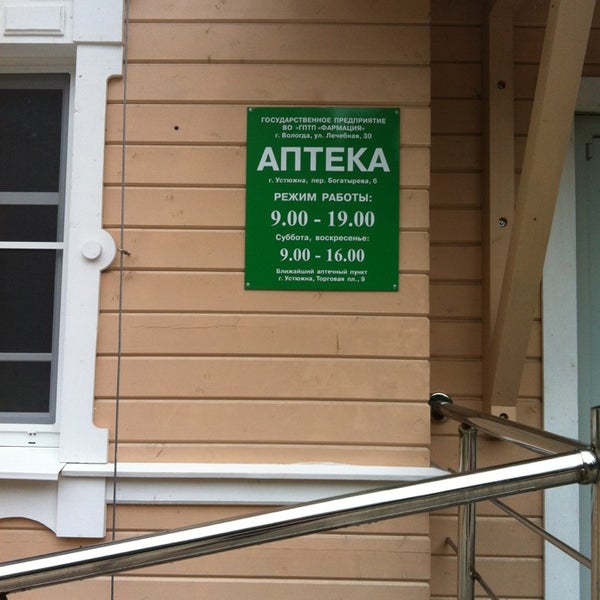 ГОСУДАРСТВЕННОЕ ПРЕДПРИЯТИЕ
ВО "ГПТП «ФАРМАЦИЯ»
г. Вологда, ул. Лечебная, 30
АПТЕКА
г. Устюжна, пер. Богатырева, 6
РЕЖИМ РАБОТЫ:
9.00 - 19.00
Суббота, воскресенье:
9.00 - 16.00
Ближайший аптечный пункт
г. Устюжна, Торговая пл., 9